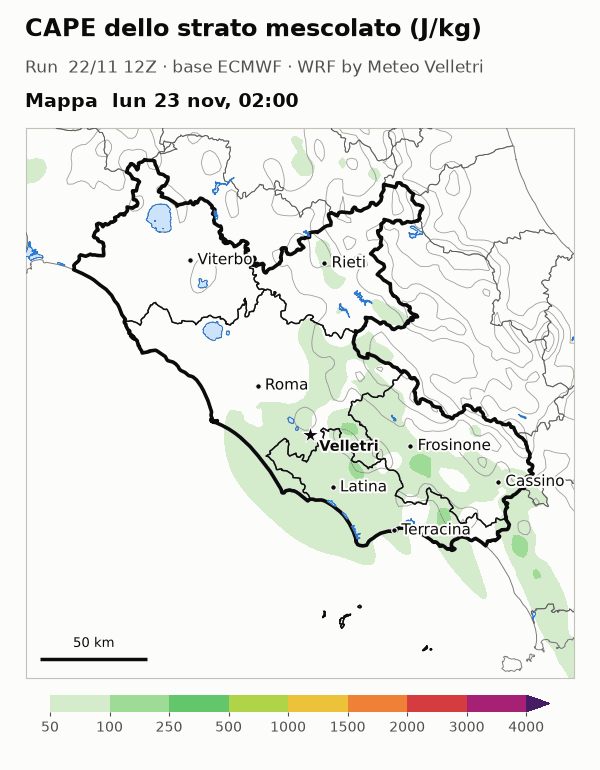 CAPE dello strato mescolato (J/kg)
Run  22/11 12Z · base ECMWF · WRF by Meteo Velletri
Mappa  lun 23 nov, 02:00
Viterbo
Rieti
Roma
Velletri
Frosinone
Latina
Cassino
Terracina
50 km
50 100 250 500 1000 1500 2000 3000 4000